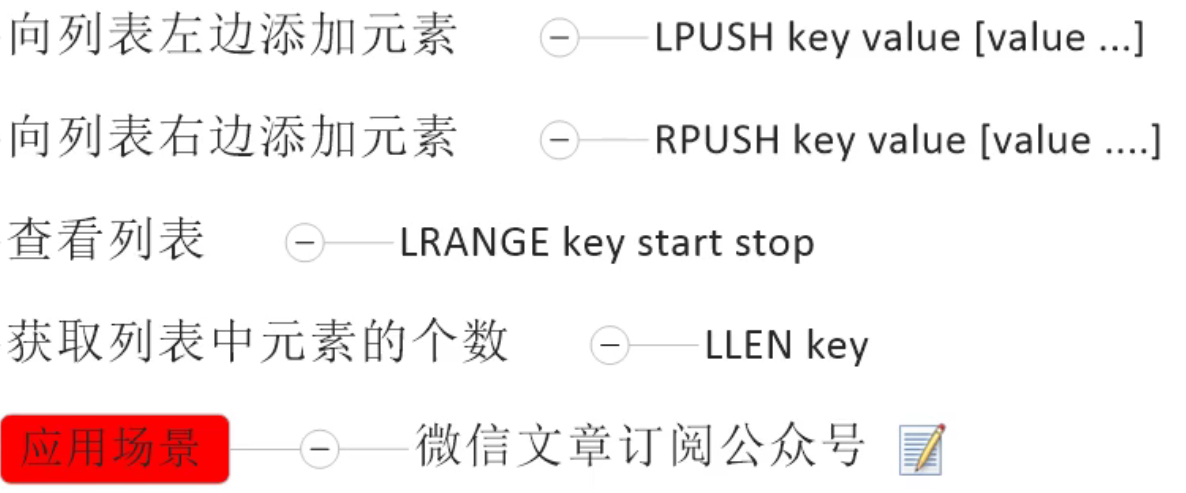 向列表左边添加元素 LPUSH key value [value ...]
向列表右边添加元素 RPUSH key value [value ....]
查看列表 LRANGE key start stop
获取列表中元素的个数 LLEN key
应用场景 微信文章订阅公众号